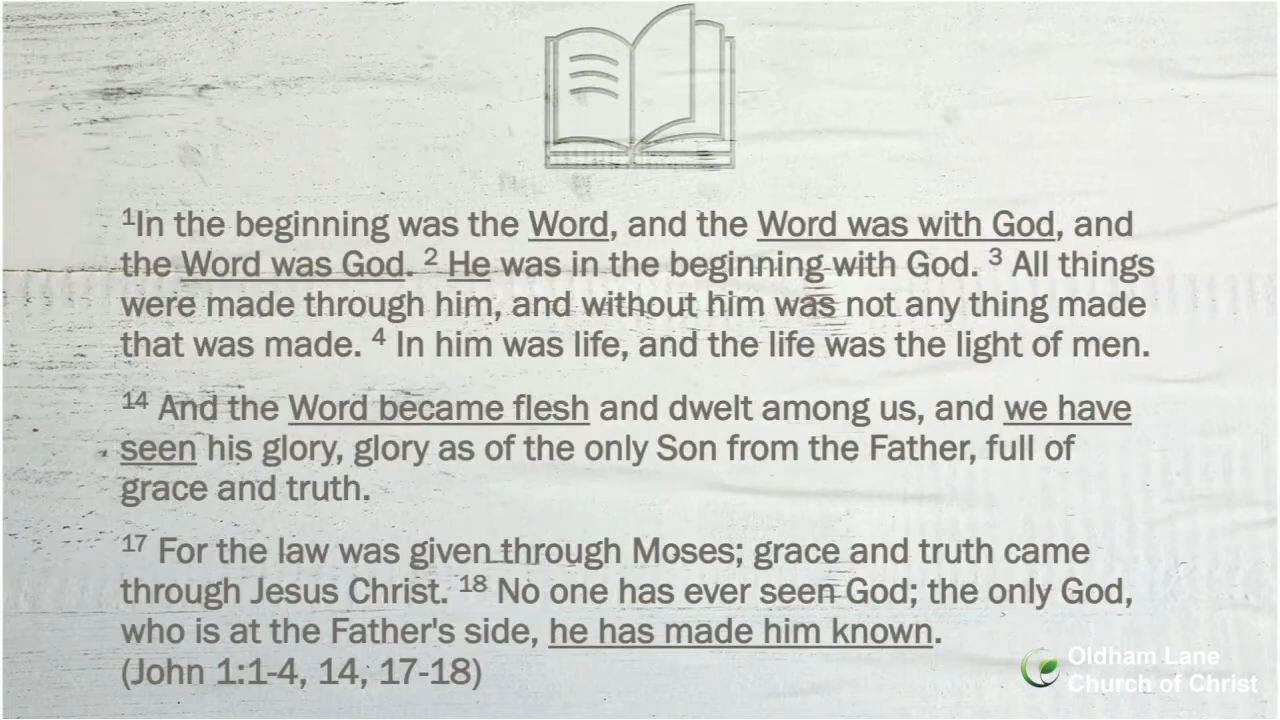 ¹In the beginning was the Word, and the Word was with God, and
the Word was God. ² He was in the beginning with God. ³ All things
were made through him, and without him was not any thing made
that was made. ⁴ In him was life, and the life was the light of men.
¹⁴ And the Word became flesh and dwelt among us, and we have
seen his glory, glory as of the only Son from the Father, full of
grace and truth.
¹⁷ For the law was given through Moses; grace and truth came
through Jesus Christ. ¹⁸ No one has ever seen God; the only God,
who is at the Father's side, he has made him known.
(John 1:1-4, 14, 17-18)
Oldham Lane
Church of Christ